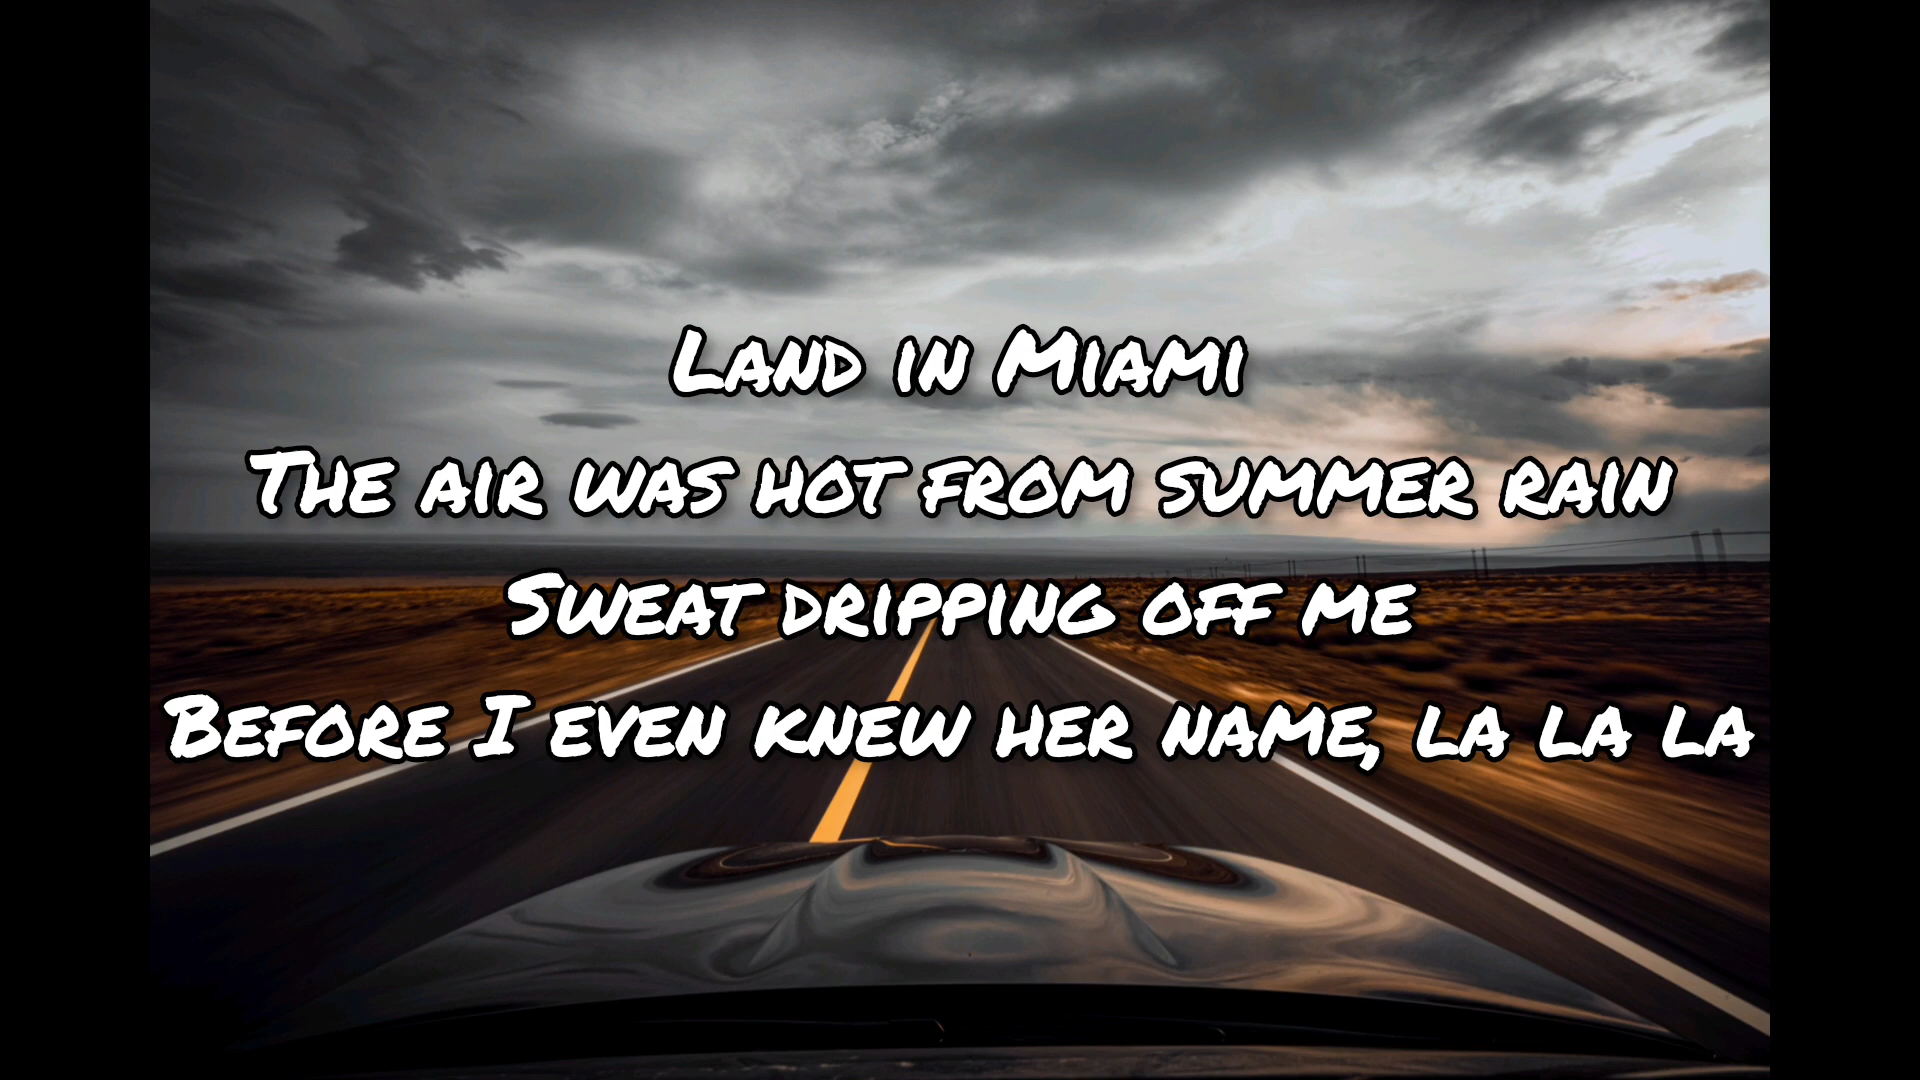 Land in Miami
The air was hot from summer rain
Sweat dripping off me
Before I even knew her name, la la la